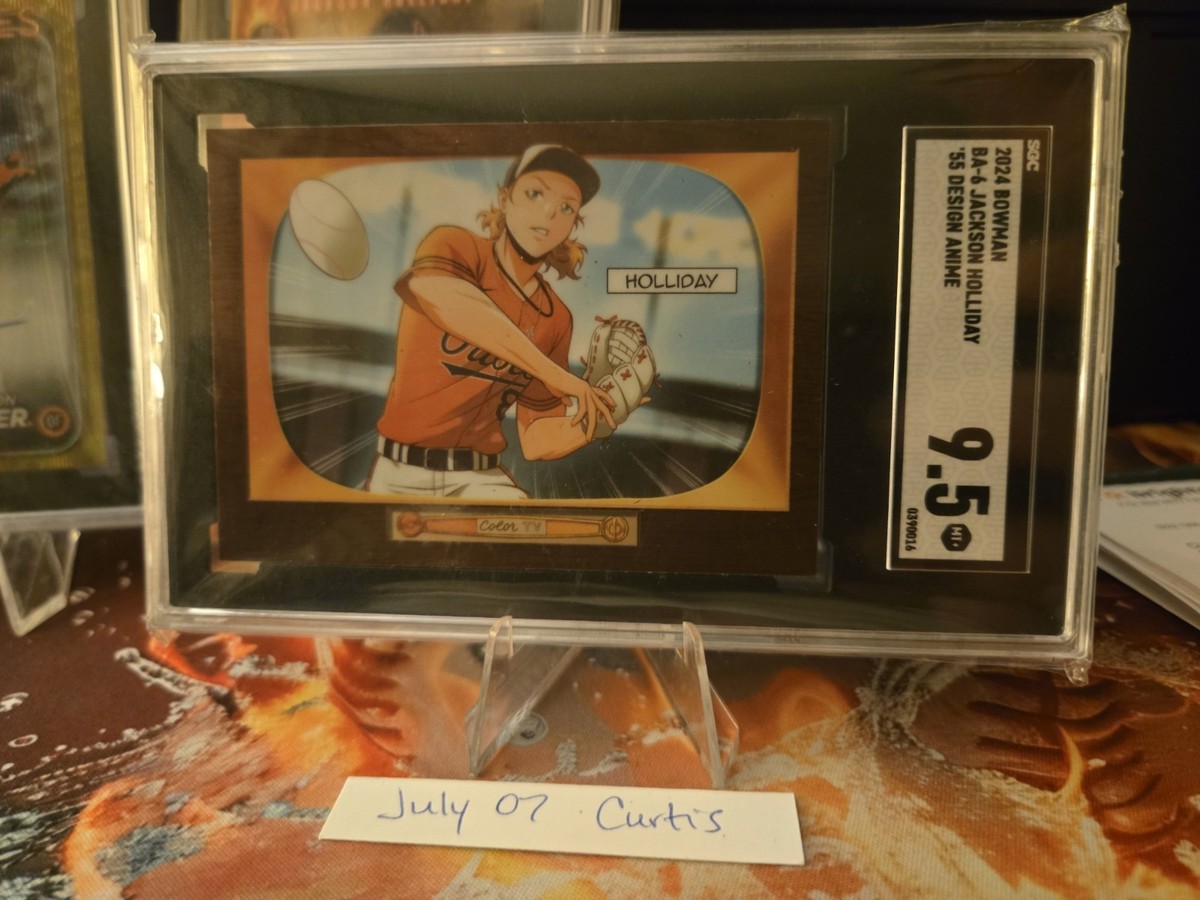 HOLLIDAY
Color TV
SGC
2024 BOWMAN
BA-6 JACKSON HOLLIDAY
'55 DESIGN ANIME
9.5
MT+
0390016
July 07 Curtis